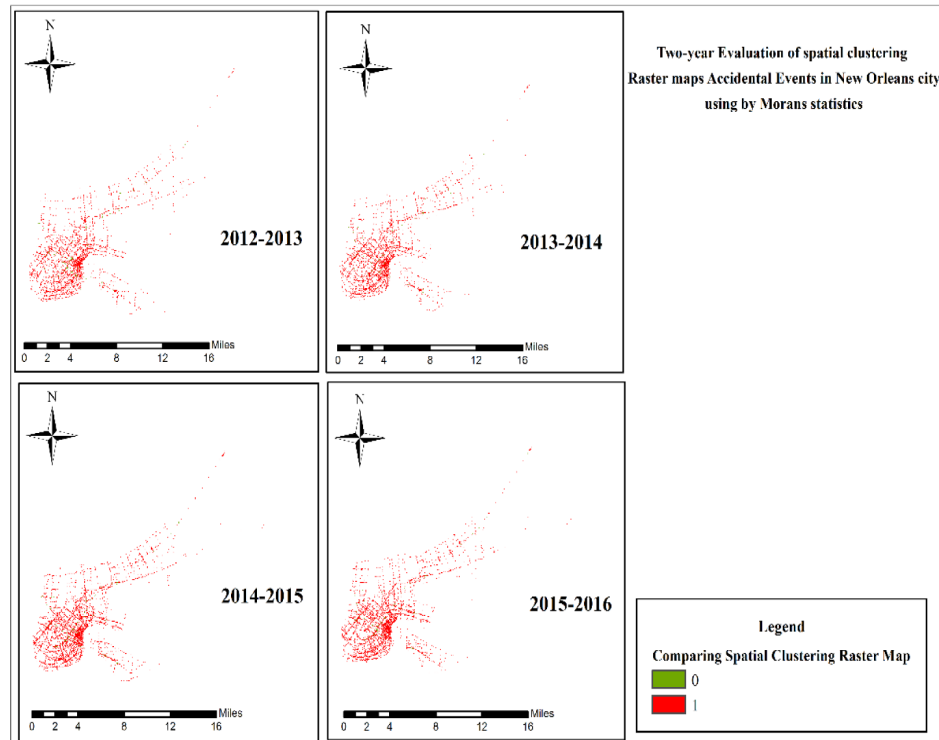 Two-year Evaluation of spatial clustering
Raster maps Accidental Events in New Orleans city
using by Morans statistics
N
2012-2013
Miles
0 2 4 8 12 16
N
2013-2014
Miles
0 2 4 8 12 16
N
2014-2015
Miles
0 2 4 8 12 16
N
2015-2016
Miles
0 2 4 8 12 16
Legend
Comparing Spatial Clustering Raster Map
0
1